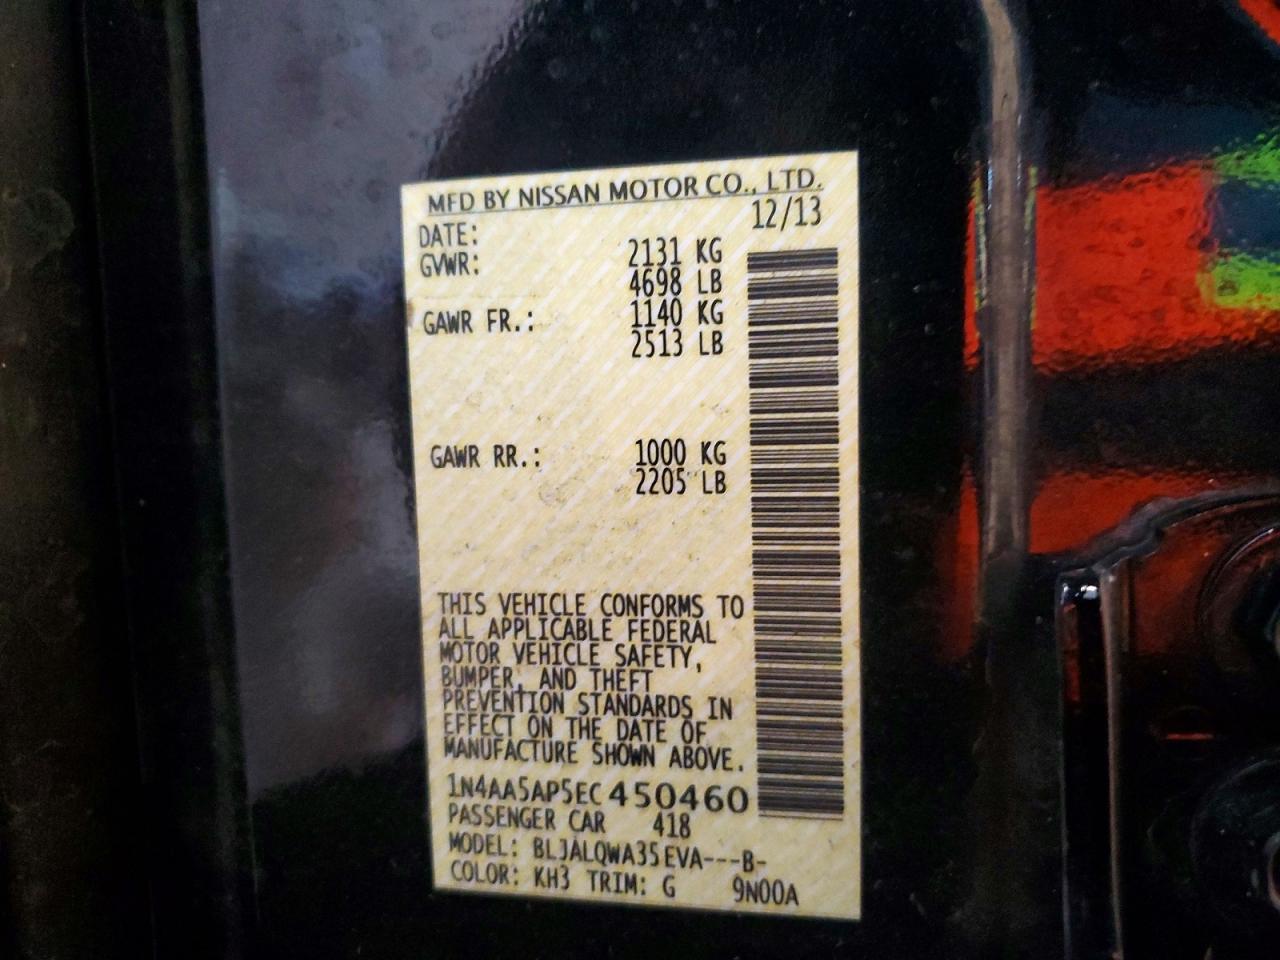 MFD BY NISSAN MOTOR CO., LTD.
DATE: 12/13
GVWR: 2131 KG
4698 LB
GAWR FR.: 1140 KG
2513 LB
GAWR RR.: 1000 KG
2205 LB
THIS VEHICLE CONFORMS TO
ALL APPLICABLE FEDERAL
MOTOR VEHICLE SAFETY,
BUMPER, AND THEFT
PREVENTION STANDARDS IN
EFFECT ON THE DATE OF
MANUFACTURE SHOWN ABOVE.
1N4AA5AP5EC450460
PASSENGER CAR 418
MODEL: BLJALQWA35EVA---B-
COLOR: KH3 TRIM: G 9N00A